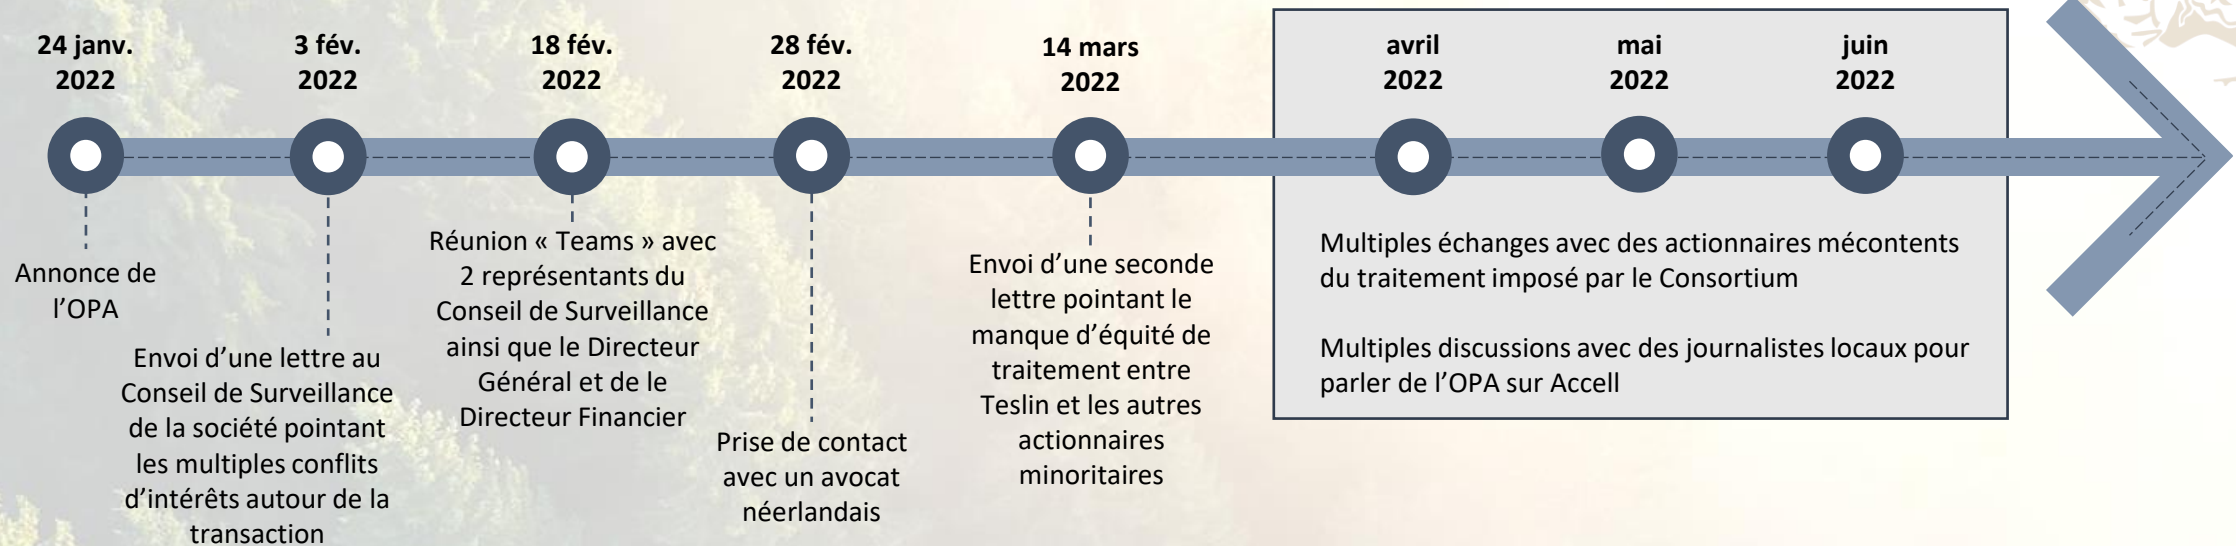 24 janv.
2022
Annonce de
l'OPA
3 fév.
2022
Envoi d'une lettre au
Conseil de Surveillance
de la société pointant
les multiples conflits
d'intérêts autour de la
transaction
18 fév.
2022
Réunion « Teams » avec
2 représentants du
Conseil de Surveillance
ainsi que le Directeur
Général et de le
Directeur Financier
28 fév.
2022
Prise de contact
avec un avocat
néerlandais
14 mars
2022
Envoi d'une seconde
lettre pointant le
manque d'équité de
traitement entre
Teslin et les autres
actionnaires
minoritaires
avril
2022
mai
2022
juin
2022
Multiples échanges avec des actionnaires mécontents
du traitement imposé par le Consortium
Multiples discussions avec des journalistes locaux pour
parler de l'OPA sur Accell